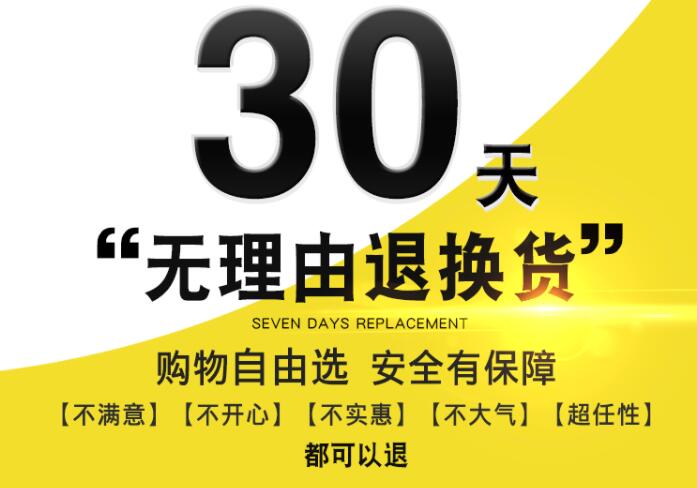 30天
“无理由退换货”
SEVEN DAYS REPLACEMENT
购物自由选 安全有保障
【不满意】【不开心】【不实惠】【不大气】【超任性】
都可以退